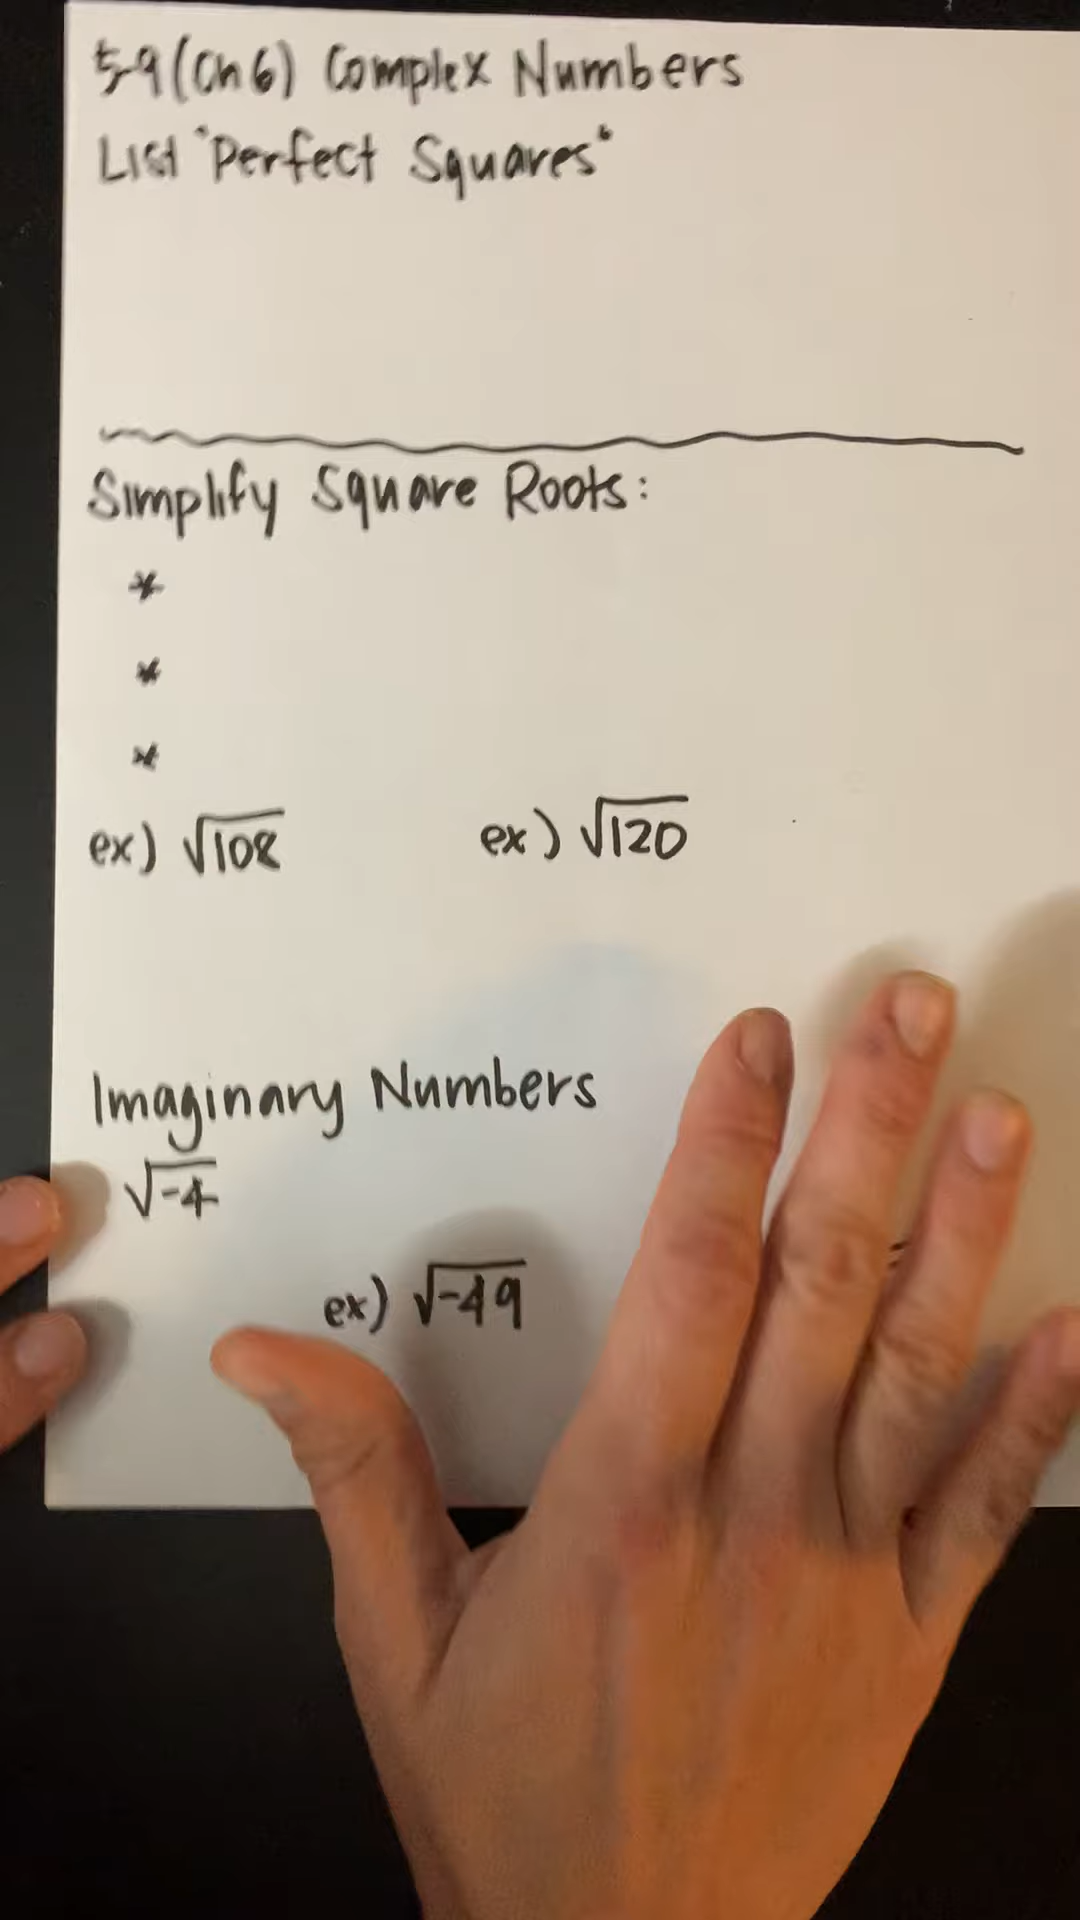 5-9 (Ch 6) Complex Numbers
List "Perfect Squares"
Simplify Square Roots:
*
*
*
ex) √108 ex) √120
Imaginary Numbers
√-4
=
ex) √-49